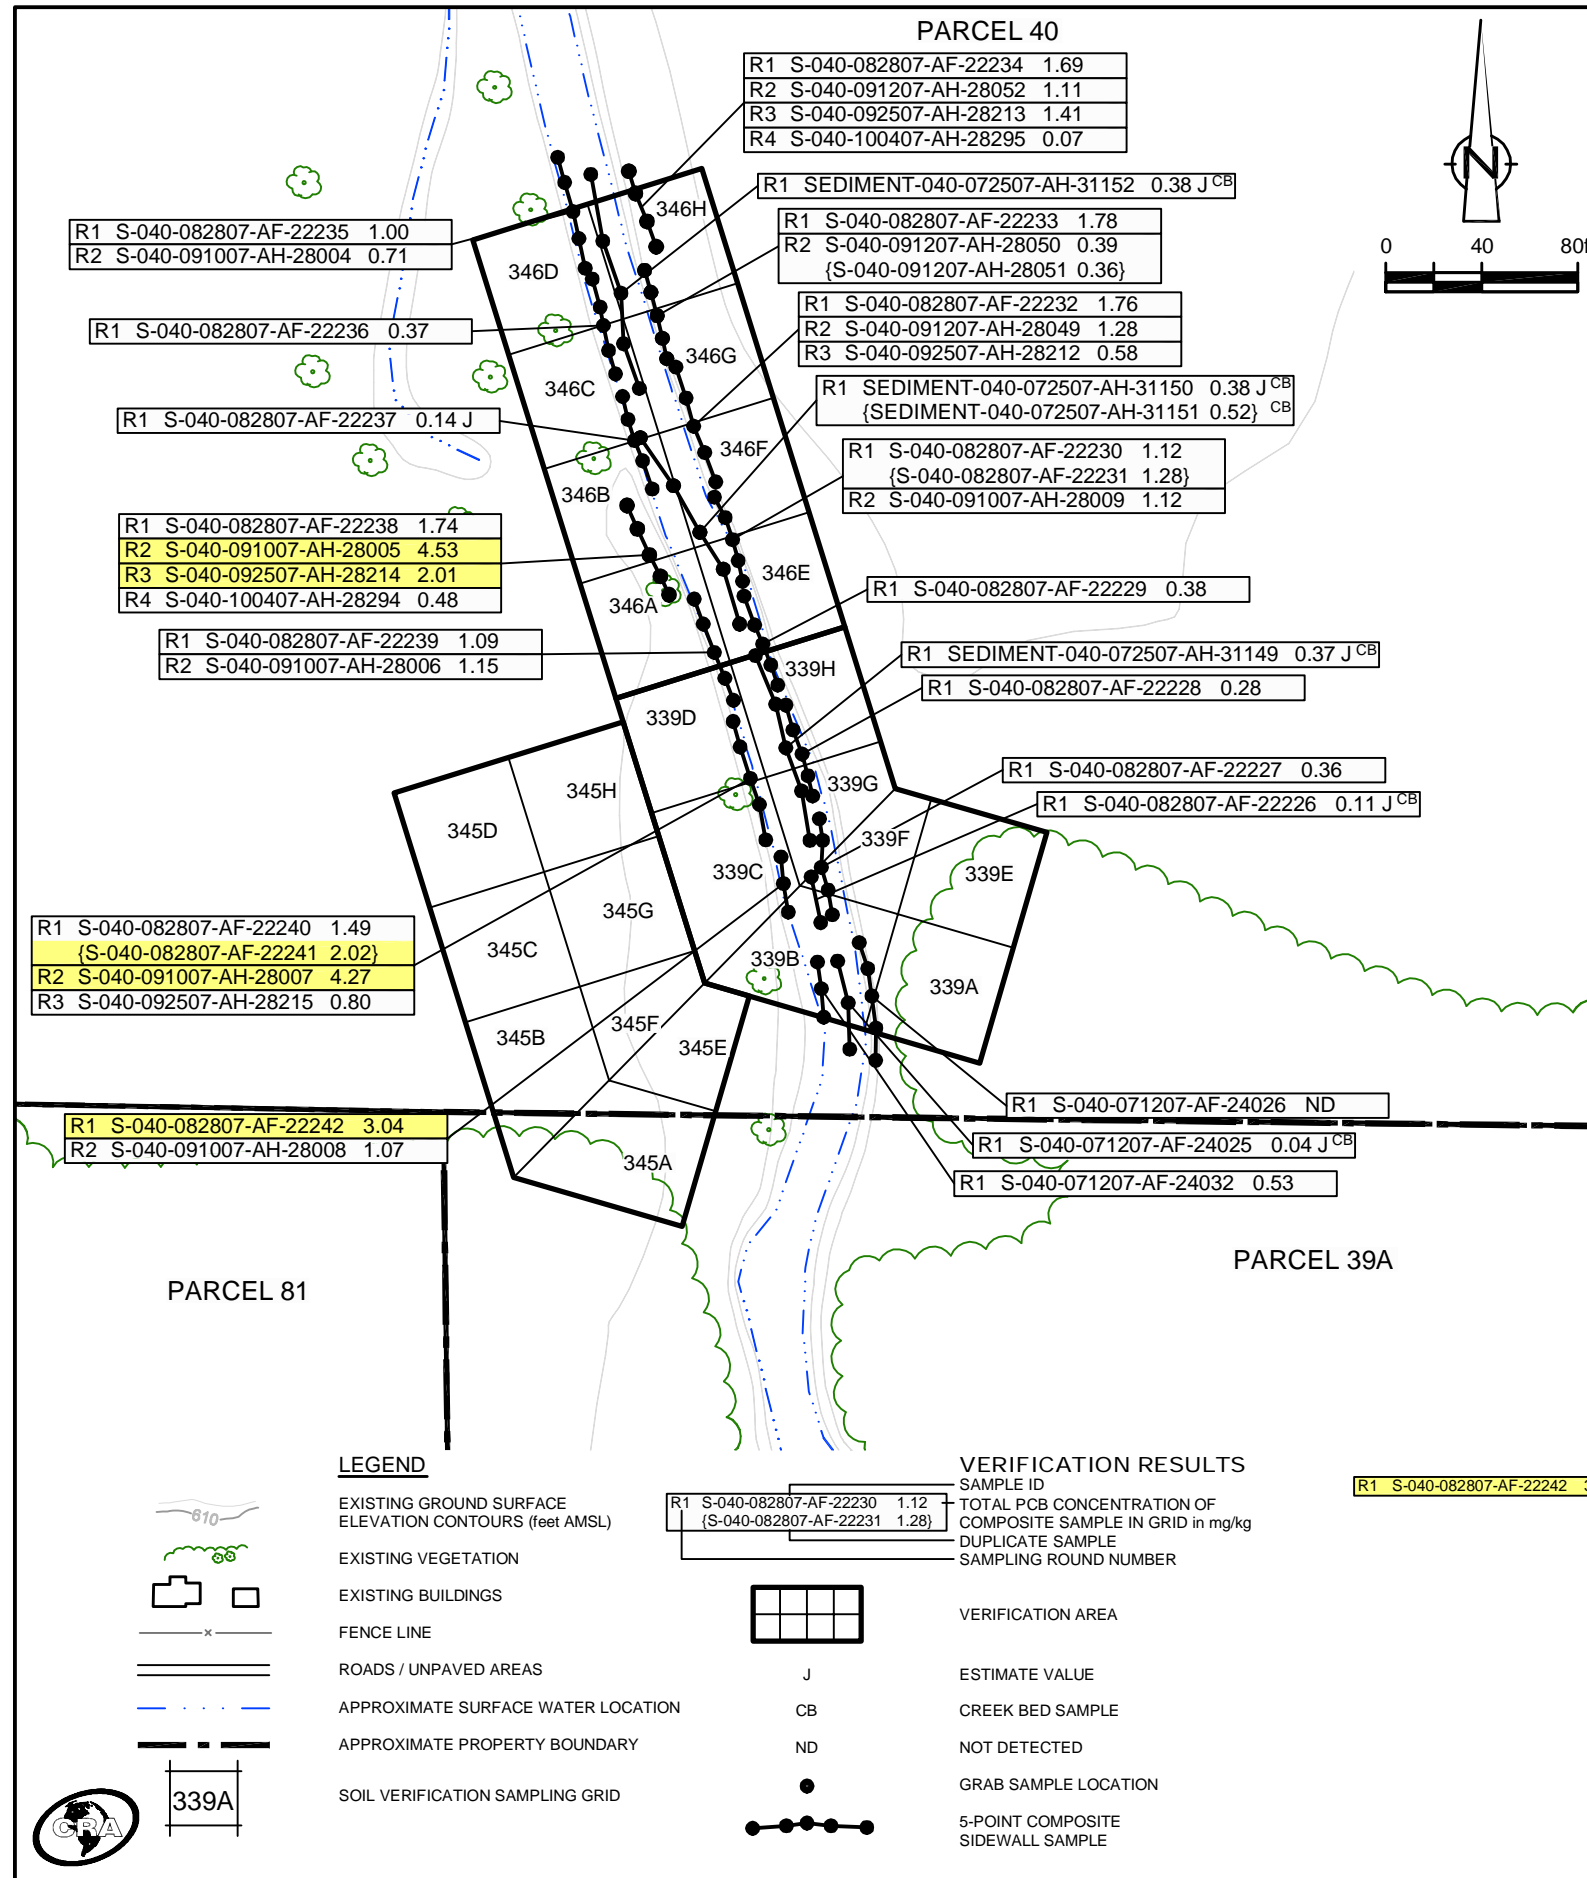 PARCEL 40
R1 S-040-082807-AF-22234 1.69
R2 S-040-091207-AH-28052 1.11
R3 S-040-092507-AH-28213 1.41
R4 S-040-100407-AH-28295 0.07
N
0 40 80f
R1 SEDIMENT-040-072507-AH-31152 0.38 J CB
R1 S-040-082807-AF-22233 1.78
R2 S-040-091207-AH-28050 0.39
{S-040-091207-AH-28051 0.36}
R1 S-040-082807-AF-22235 1.00
R2 S-040-091007-AH-28004 0.71
R1 S-040-082807-AF-22232 1.76
R2 S-040-091207-AH-28049 1.28
R3 S-040-092507-AH-28212 0.58
R1 S-040-082807-AF-22236 0.37
R1 SEDIMENT-040-072507-AH-31150 0.38 J CB
{SEDIMENT-040-072507-AH-31151 0.52} CB
R1 S-040-082807-AF-22237 0.14 J
R1 S-040-082807-AF-22230 1.12
{S-040-082807-AF-22231 1.28}
R2 S-040-091007-AH-28009 1.12
R1 S-040-082807-AF-22238 1.74
R2 S-040-091007-AH-28005 4.53
R3 S-040-092507-AH-28214 2.01
R4 S-040-100407-AH-28294 0.48
R1 S-040-082807-AF-22229 0.38
R1 S-040-082807-AF-22239 1.09
R2 S-040-091007-AH-28006 1.15
R1 SEDIMENT-040-072507-AH-31149 0.37 J CB
R1 S-040-082807-AF-22228 0.28
R1 S-040-082807-AF-22227 0.36
R1 S-040-082807-AF-22226 0.11 J CB
R1 S-040-082807-AF-22240 1.49
{S-040-082807-AF-22241 2.02}
R2 S-040-091007-AH-28007 4.27
R3 S-040-092507-AH-28215 0.80
R1 S-040-082807-AF-22242 3.04
R2 S-040-091007-AH-28008 1.07
R1 S-040-071207-AF-24026 ND
R1 S-040-071207-AF-24025 0.04 J CB
R1 S-040-071207-AF-24032 0.53
346H
346D
346G
346C
346F
346B
346E
346A
339H
339D
339G
345H
345D
339F
339C
339E
345G
345C
339B
339A
345F
345B
345E
345A
PARCEL 81
PARCEL 39A
LEGEND
610
EXISTING GROUND SURFACE
ELEVATION CONTOURS (feet AMSL)
EXISTING VEGETATION
EXISTING BUILDINGS
x
FENCE LINE
ROADS / UNPAVED AREAS
APPROXIMATE SURFACE WATER LOCATION
APPROXIMATE PROPERTY BOUNDARY
339A
SOIL VERIFICATION SAMPLING GRID
CRA
VERIFICATION RESULTS
R1 S-040-082807-AF-22230 1.12
{S-040-082807-AF-22231 1.28}
SAMPLE ID
TOTAL PCB CONCENTRATION OF
COMPOSITE SAMPLE IN GRID in mg/kg
DUPLICATE SAMPLE
SAMPLING ROUND NUMBER
R1 S-040-082807-AF-22242
VERIFICATION AREA
J
ESTIMATE VALUE
CB
CREEK BED SAMPLE
ND
NOT DETECTED
GRAB SAMPLE LOCATION
5-POINT COMPOSITE
SIDEWALL SAMPLE